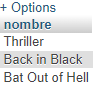 + Options
nombre
Thriller
Back in Black
Bat Out of Hell